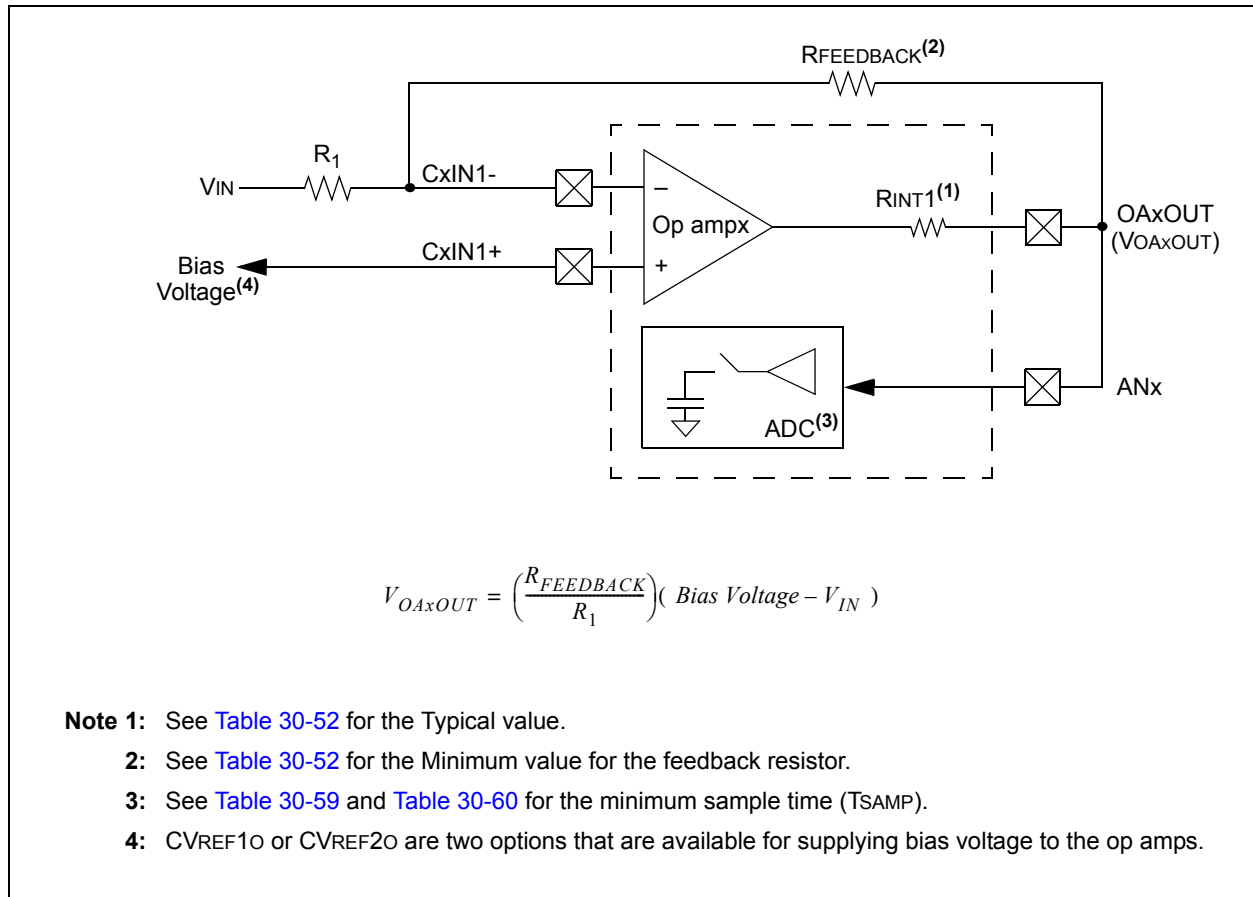 RFEEDBACK(2)
R1
VIN
CxIN1-
–
Op ampx
RINT1(1)
OAxOUT
(VOAxOUT)
Bias
Voltage(4)
CxIN1+
+
ADC(3)
ANx
V_OAxOUT = (R_FEEDBACK / R_1)( Bias Voltage – V_IN )
Note 1: See Table 30-52 for the Typical value.
2: See Table 30-52 for the Minimum value for the feedback resistor.
3: See Table 30-59 and Table 30-60 for the minimum sample time (TSAMP).
4: CVREF1O or CVREF2O are two options that are available for supplying bias voltage to the op amps.